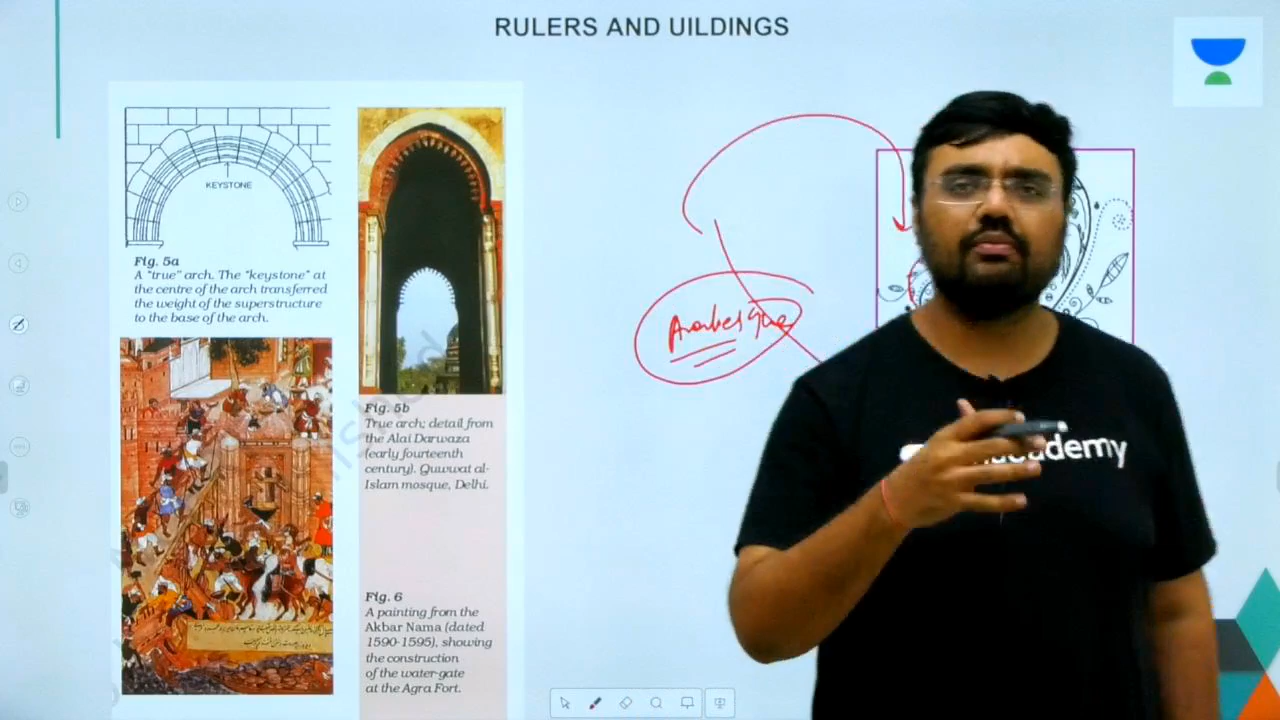 RULERS AND UILDINGS
KEYSTONE
Fig. 5a
A "true" arch. The "keystone" at
the centre of the arch transferred
the weight of the superstructure
to the base of the arch.
Fig. 5b
True arch; detail from
the Alai Darwaza
(early fourteenth
century). Quwwat al-
Islam mosque, Delhi.
Fig. 6
A painting from the
Akbar Nama (dated
1590-1595), showing
the construction
of the water-gate
at the Agra Fort.
Arabesque